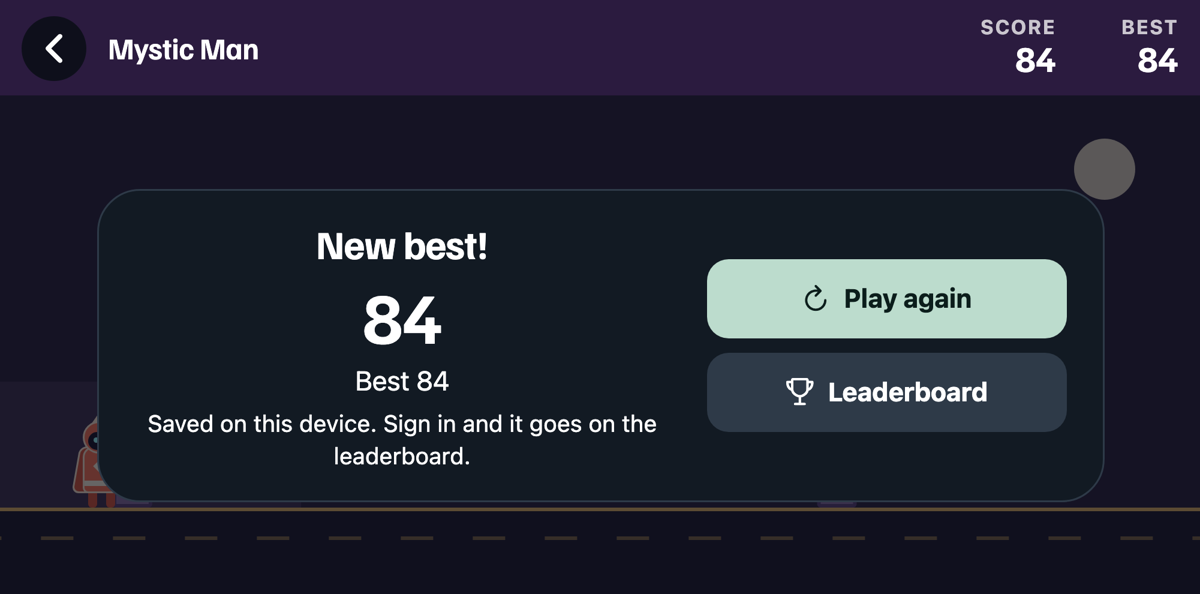 Mystic Man
SCORE
84
BEST
84
New best!
84
Best 84
Saved on this device. Sign in and it goes on the
leaderboard.
Play again
Leaderboard